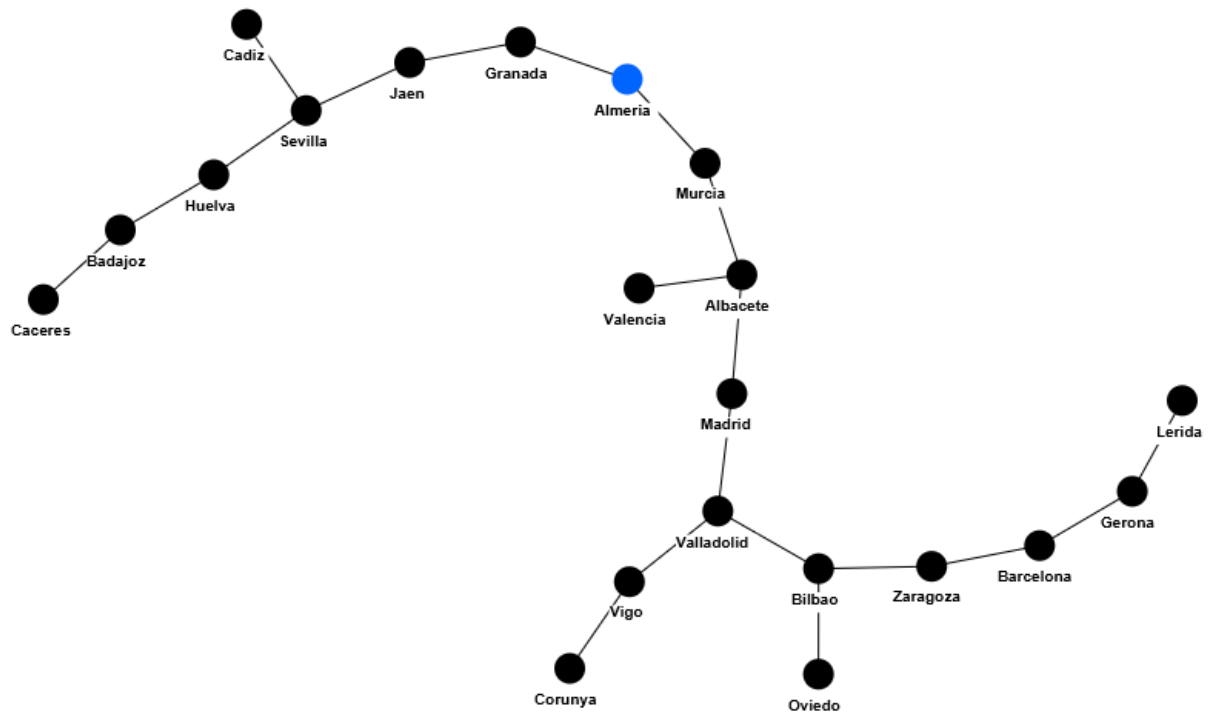 Cadiz
Granada
Jaen
Almeria
Sevilla
Murcia
Huelva
Badajoz
Albacete
Valencia
Caceres
Madrid
Lerida
Gerona
Valladolid
Barcelona
Zaragoza
Bilbao
Vigo
Corunya
Oviedo